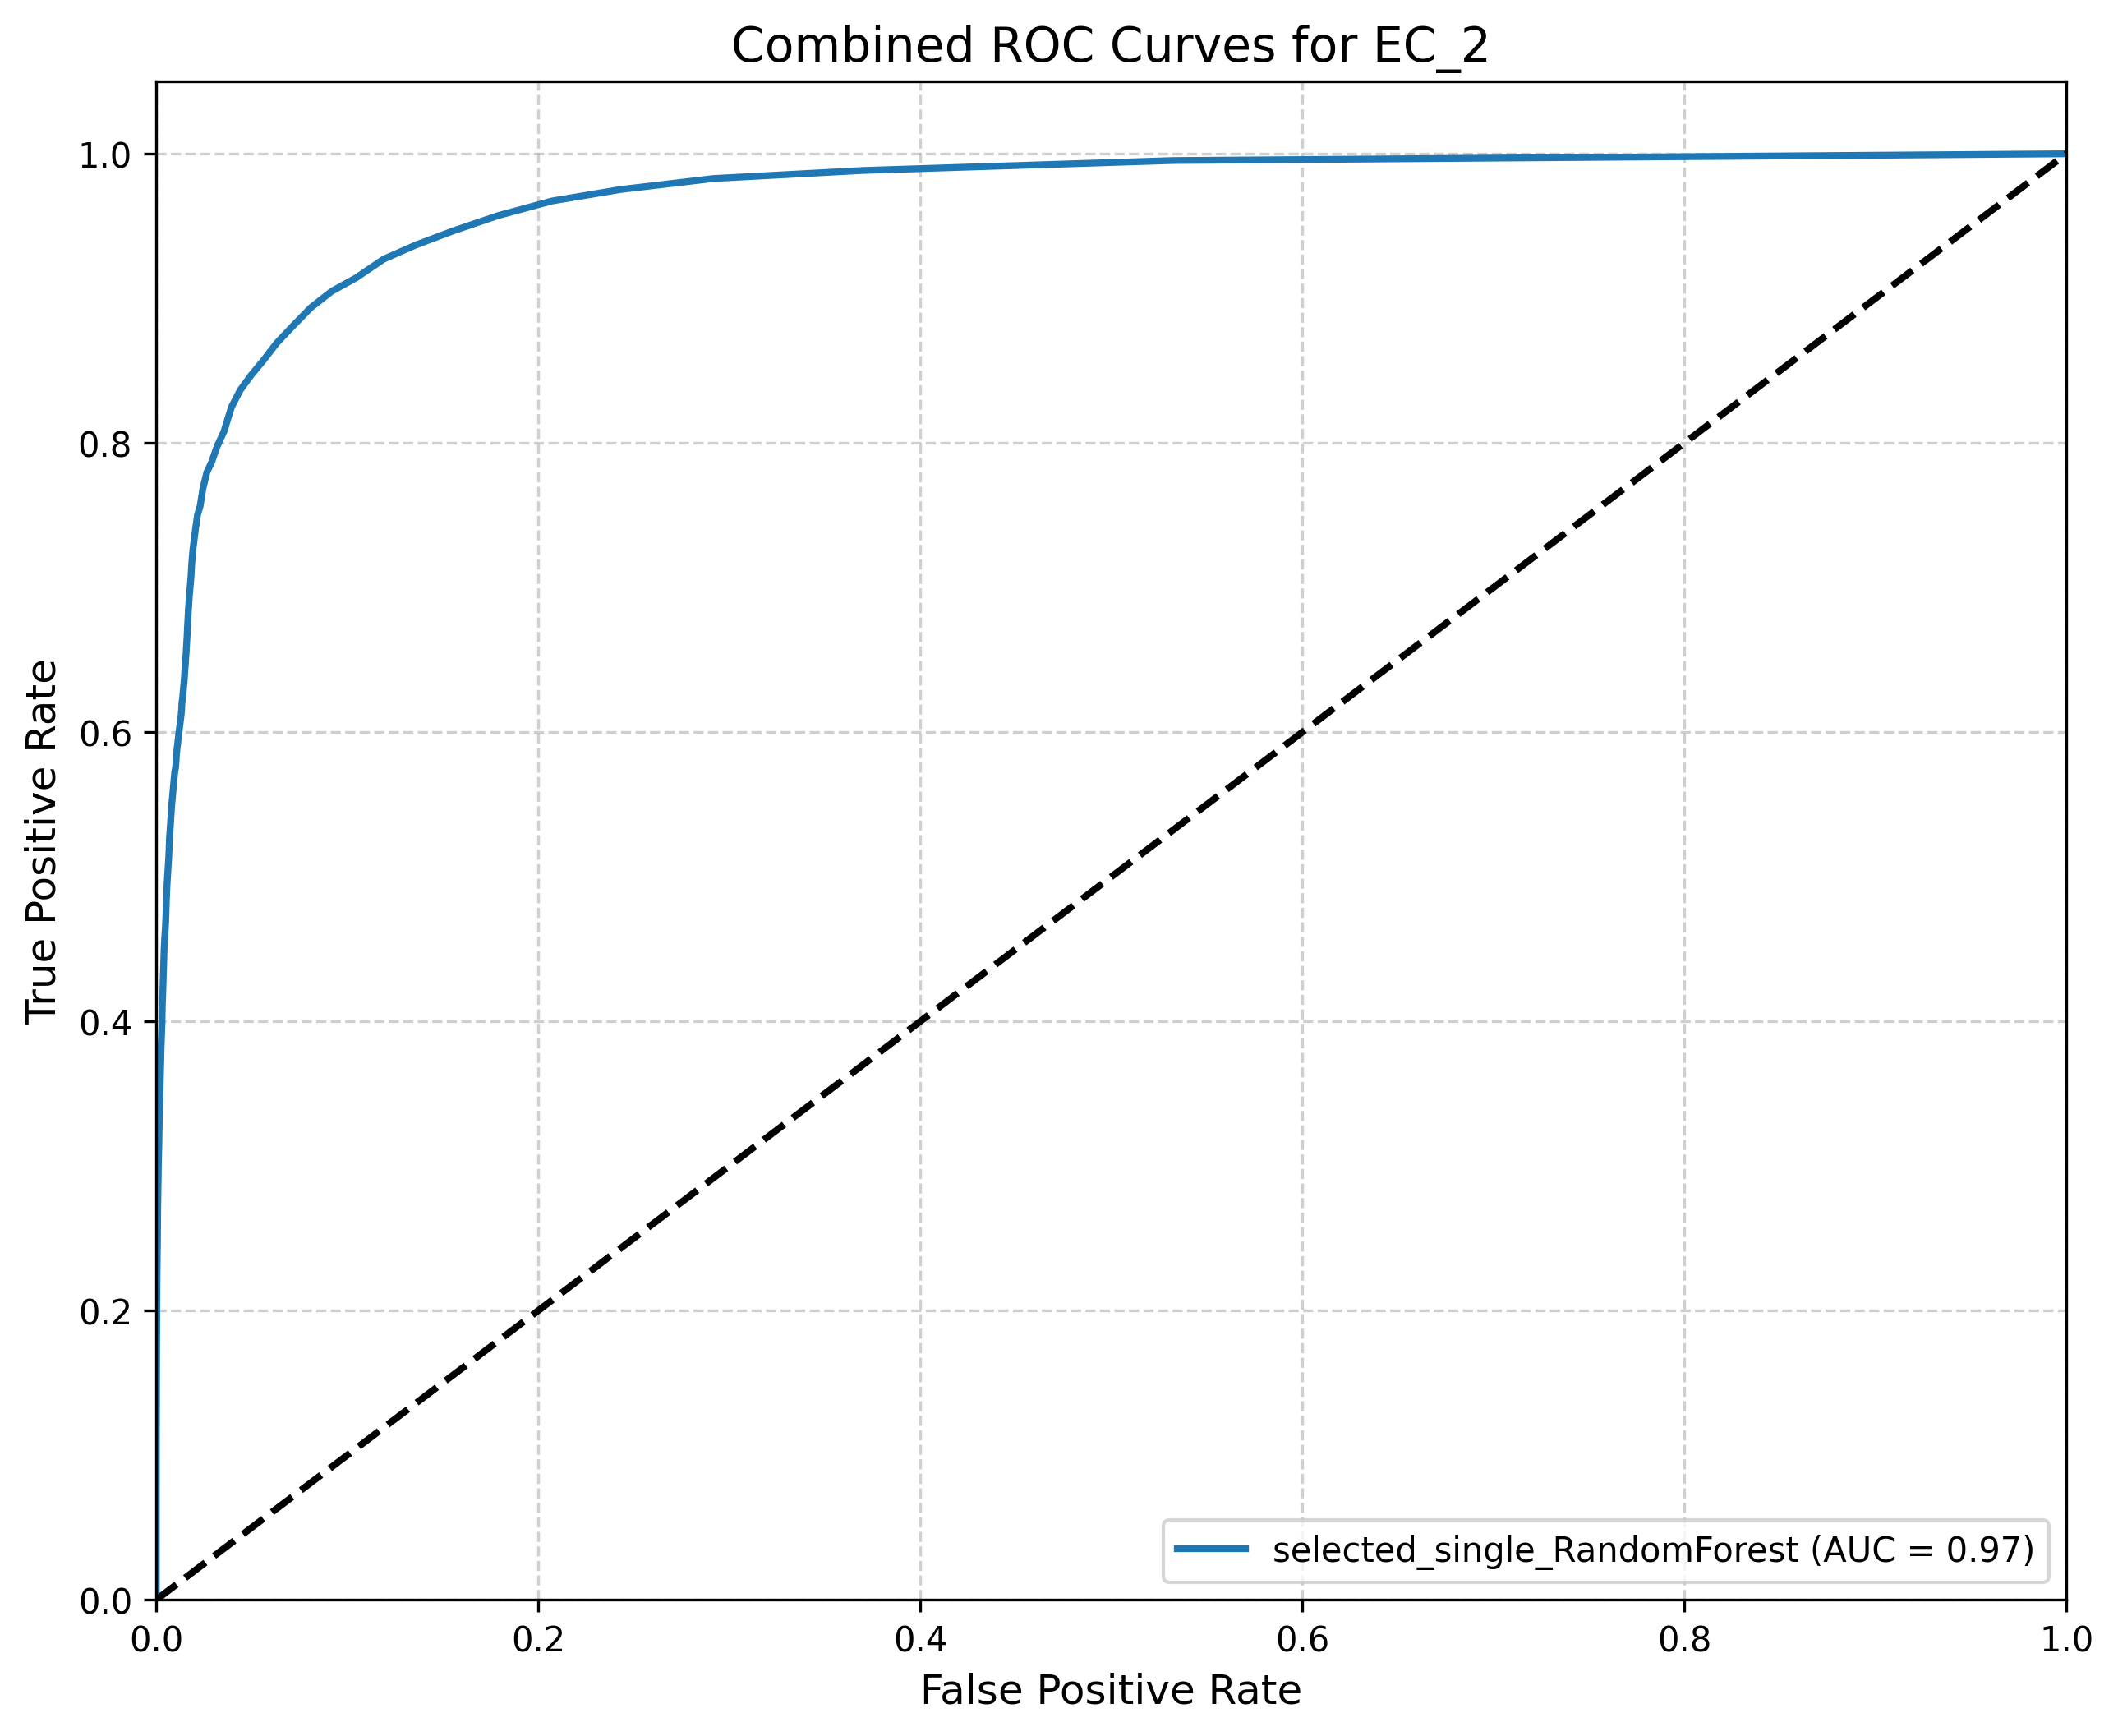 Combined ROC Curves for EC_2
True Positive Rate
1.0
0.8
0.6
0.4
0.2
0.0
selected_single_RandomForest (AUC = 0.97)
0.0 0.2 0.4 0.6 0.8 1.0
False Positive Rate